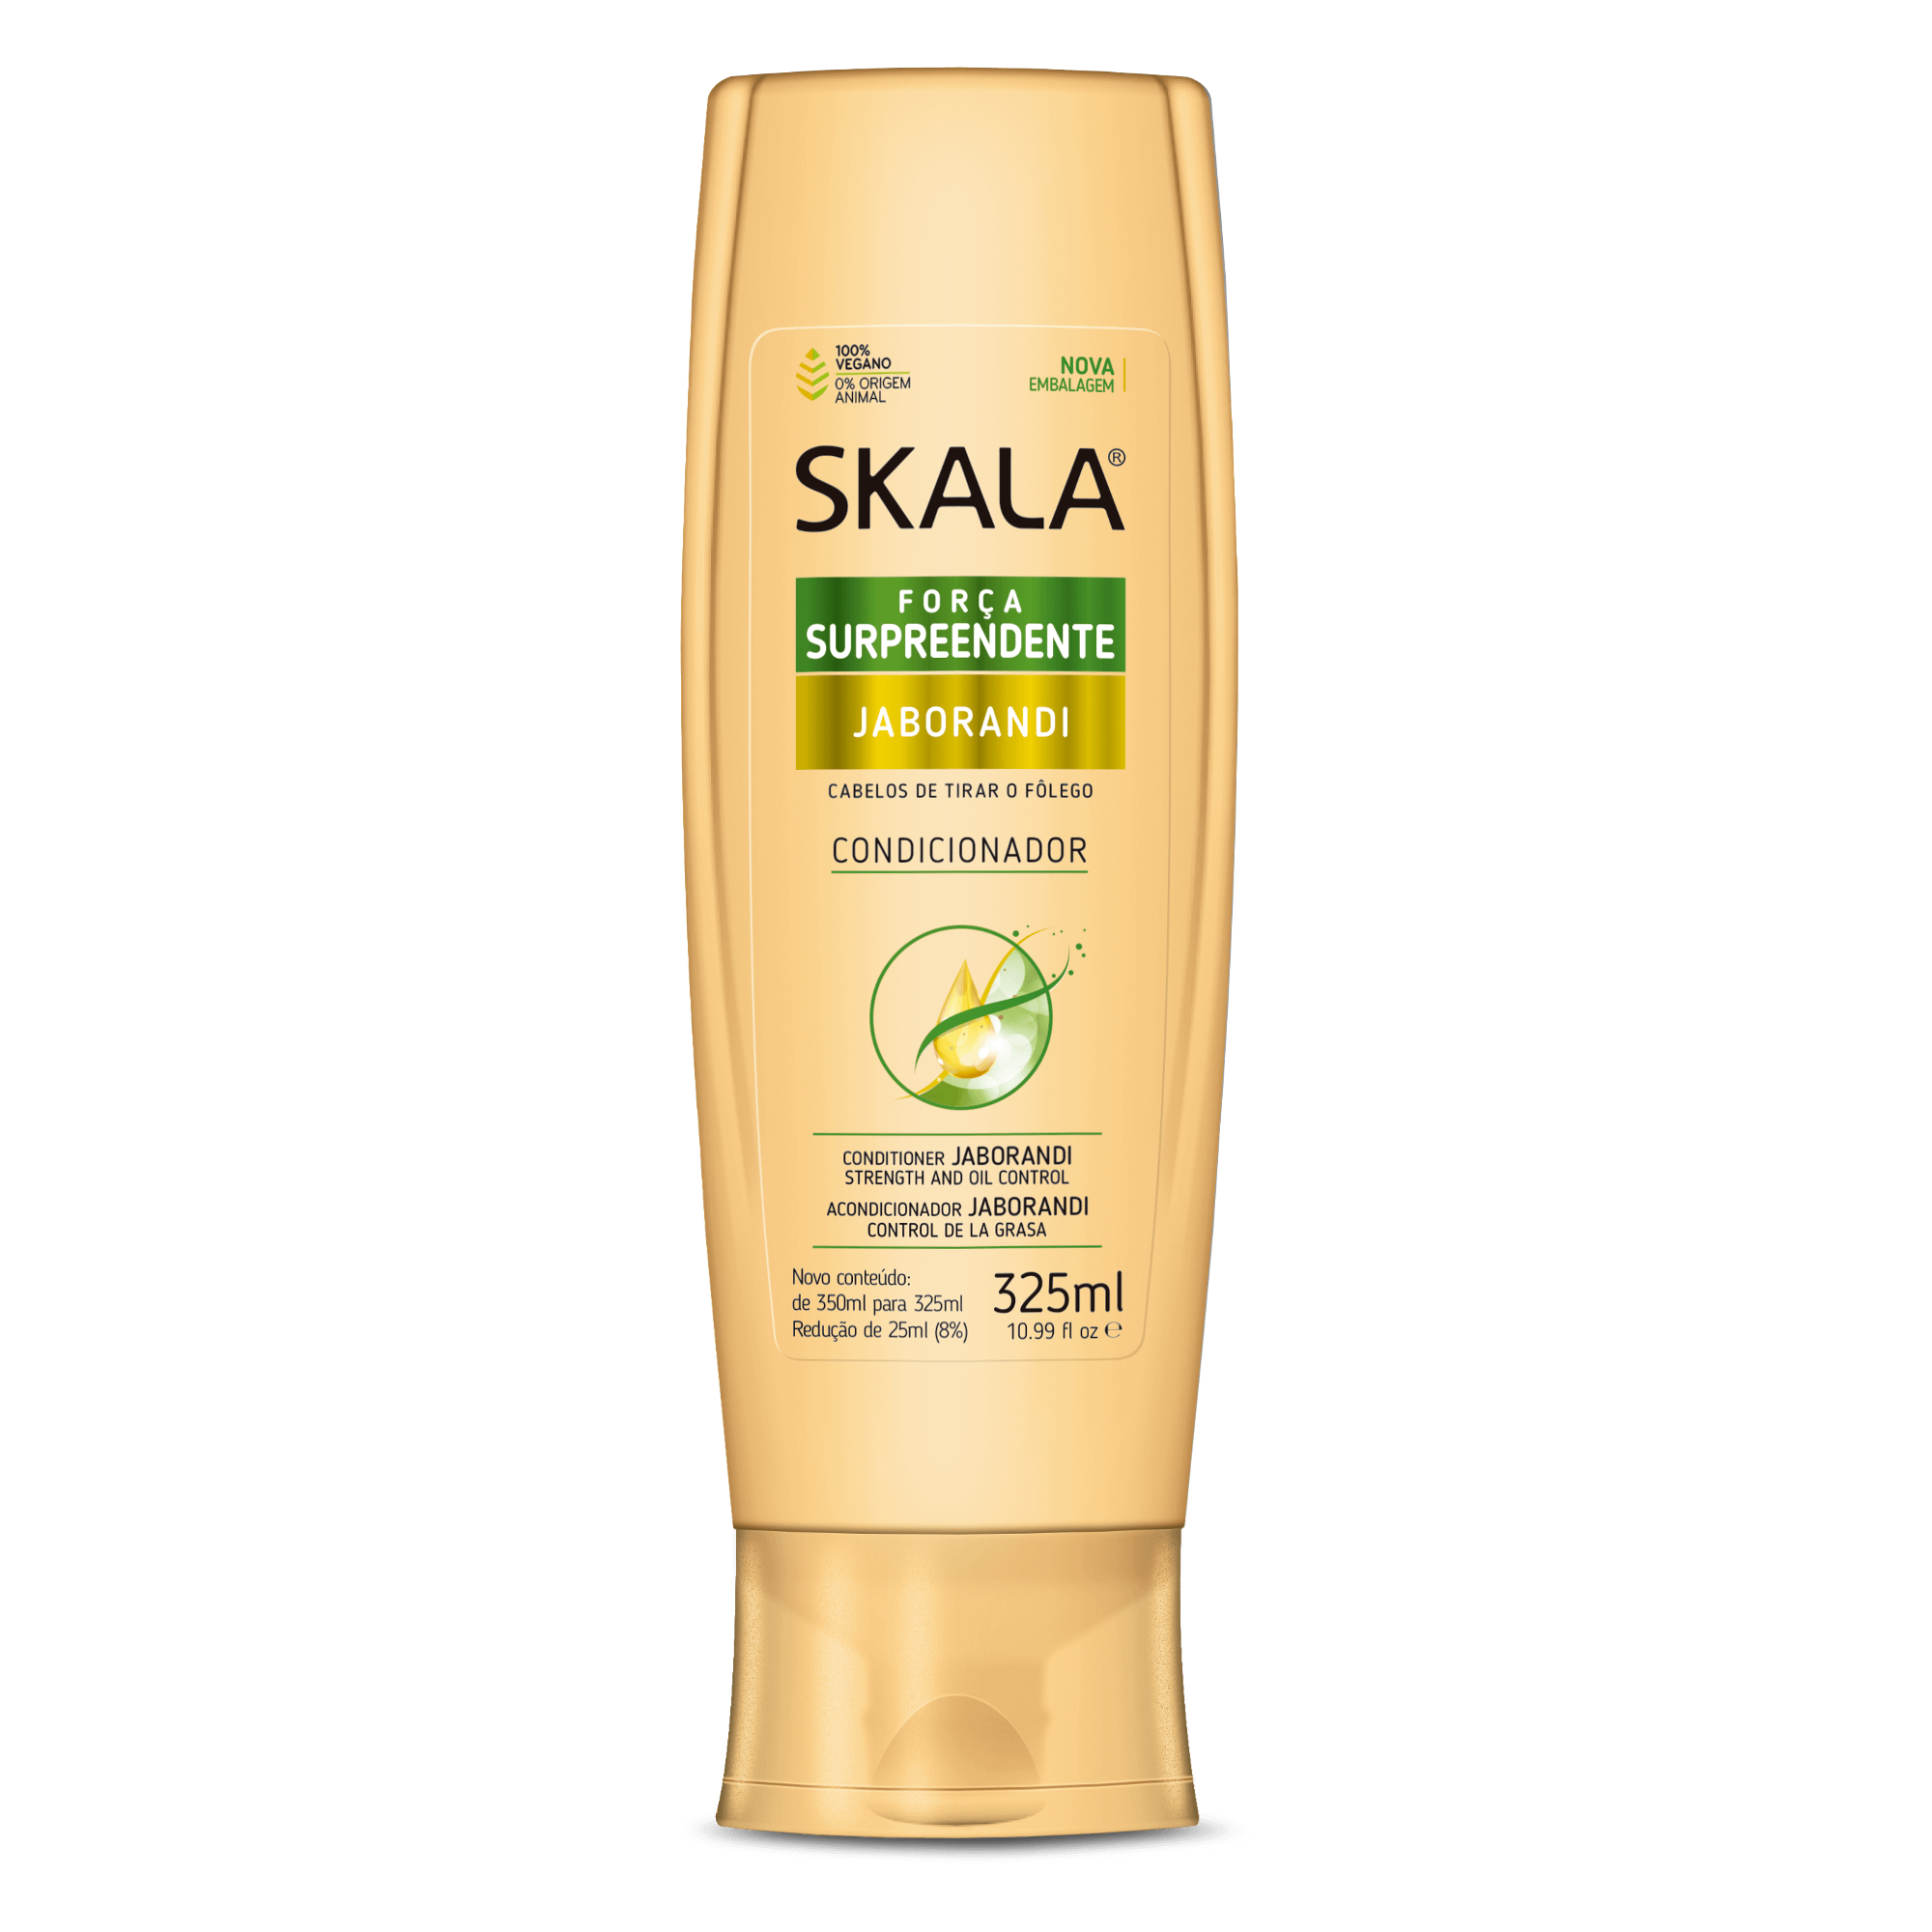 100%
VEGANO
0% ORIGEM
ANIMAL
NOVA
EMBALAGEM
SKALA®
FORÇA
SURPREENDENTE
JABORANDI
CABELOS DE TIRAR O FÔLEGO
CONDICIONADOR
CONDITIONER JABORANDI
STRENGTH AND OIL CONTROL
ACONDICIONADOR JABORANDI
CONTROL DE LA GRASA
Novo conteúdo:
de 350ml para 325ml
Redução de 25ml (8%)
325ml
10.99 fl oz ℮